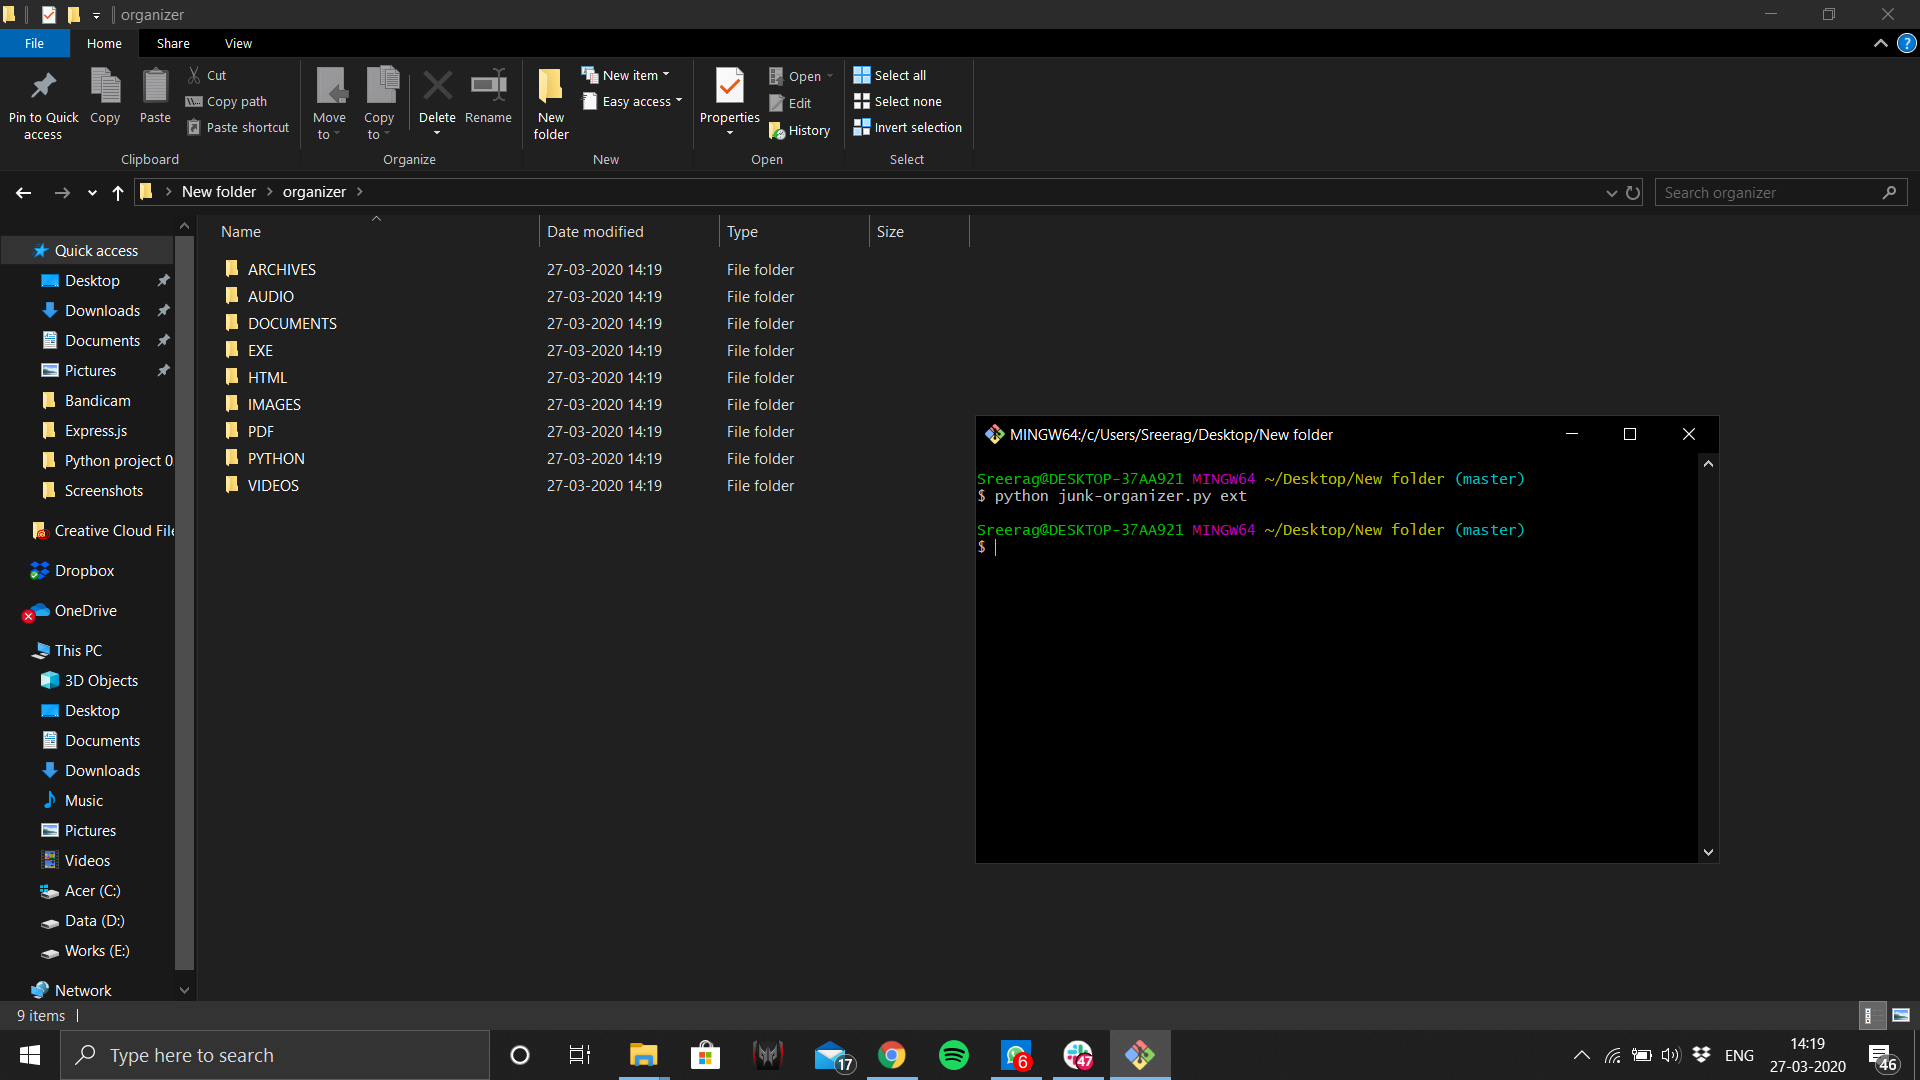 organizer
File Home Share View
Pin to Quick access
Copy
Paste
Cut
Copy path
Paste shortcut
Clipboard
Move to
Copy to
Delete
Rename
Organize
New folder
New item
Easy access
New
Properties
Open
Edit
History
Open
Select all
Select none
Invert selection
Select
New folder > organizer >
Search organizer
Quick access
Desktop
Downloads
Documents
Pictures
Bandicam
Express.js
Python project 0
Screenshots
Creative Cloud File
Dropbox
OneDrive
This PC
3D Objects
Desktop
Documents
Downloads
Music
Pictures
Videos
Acer (C:)
Data (D:)
Works (E:)
Network
Name Date modified Type Size
ARCHIVES 27-03-2020 14:19 File folder
AUDIO 27-03-2020 14:19 File folder
DOCUMENTS 27-03-2020 14:19 File folder
EXE 27-03-2020 14:19 File folder
HTML 27-03-2020 14:19 File folder
IMAGES 27-03-2020 14:19 File folder
PDF 27-03-2020 14:19 File folder
PYTHON 27-03-2020 14:19 File folder
VIDEOS 27-03-2020 14:19 File folder
MINGW64:/c/Users/Sreerag/Desktop/New folder
Sreerag@DESKTOP-37AA921 MINGW64 ~/Desktop/New folder (master)
$ python junk-organizer.py ext
Sreerag@DESKTOP-37AA921 MINGW64 ~/Desktop/New folder (master)
$
9 items
Type here to search
17
6
47
ENG
14:19
27-03-2020
46